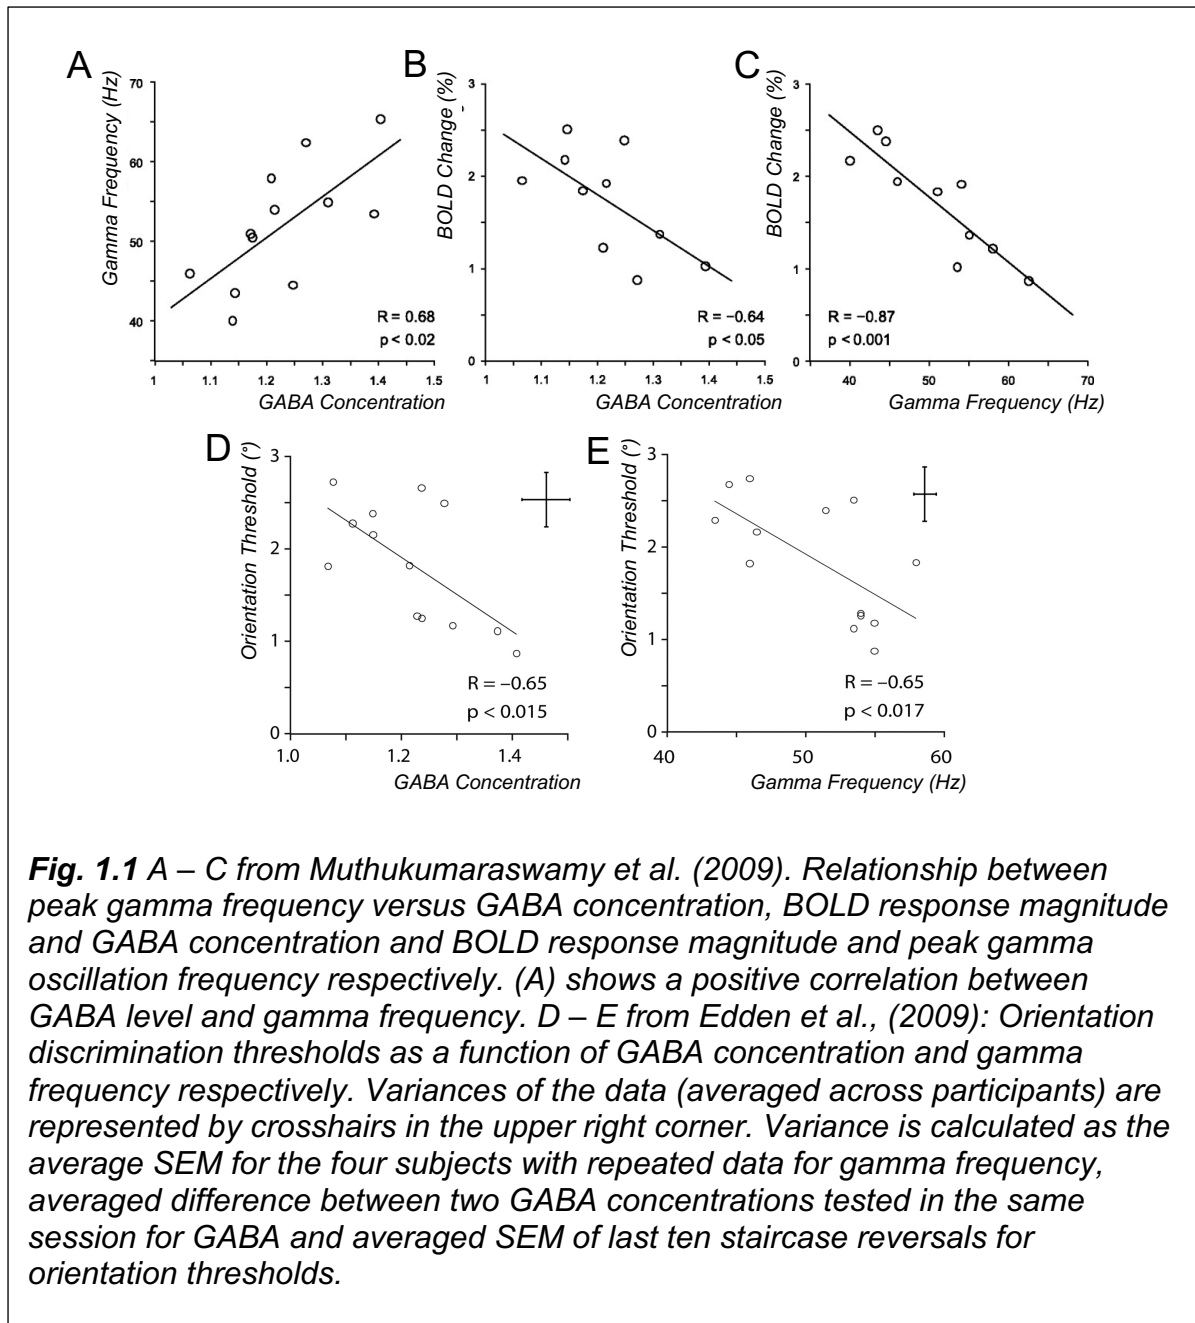 A
Gamma Frequency (Hz)
70
60
50
40
R = 0.68
p < 0.02
1 1.1 1.2 1.3 1.4 1.5
GABA Concentration
B
BOLD Change (%)
3
2
1
0
R = –0.64
p < 0.05
1 1.1 1.2 1.3 1.4 1.5
GABA Concentration
C
BOLD Change (%)
3
2
1
0
R = –0.87
p < 0.001
35 40 50 60 70
Gamma Frequency (Hz)
D
Orientation Threshold (°)
3
2
1
0
R = –0.65
p < 0.015
1.0 1.2 1.4
GABA Concentration
E
Orientation Threshold (°)
3
2
1
0
R = –0.65
p < 0.017
40 50 60
Gamma Frequency (Hz)
Fig. 1.1 A – C from Muthukumaraswamy et al. (2009). Relationship between
peak gamma frequency versus GABA concentration, BOLD response magnitude
and GABA concentration and BOLD response magnitude and peak gamma
oscillation frequency respectively. (A) shows a positive correlation between
GABA level and gamma frequency. D – E from Edden et al., (2009): Orientation
discrimination thresholds as a function of GABA concentration and gamma
frequency respectively. Variances of the data (averaged across participants) are
represented by crosshairs in the upper right corner. Variance is calculated as the
average SEM for the four subjects with repeated data for gamma frequency,
averaged difference between two GABA concentrations tested in the same
session for GABA and averaged SEM of last ten staircase reversals for
orientation thresholds.